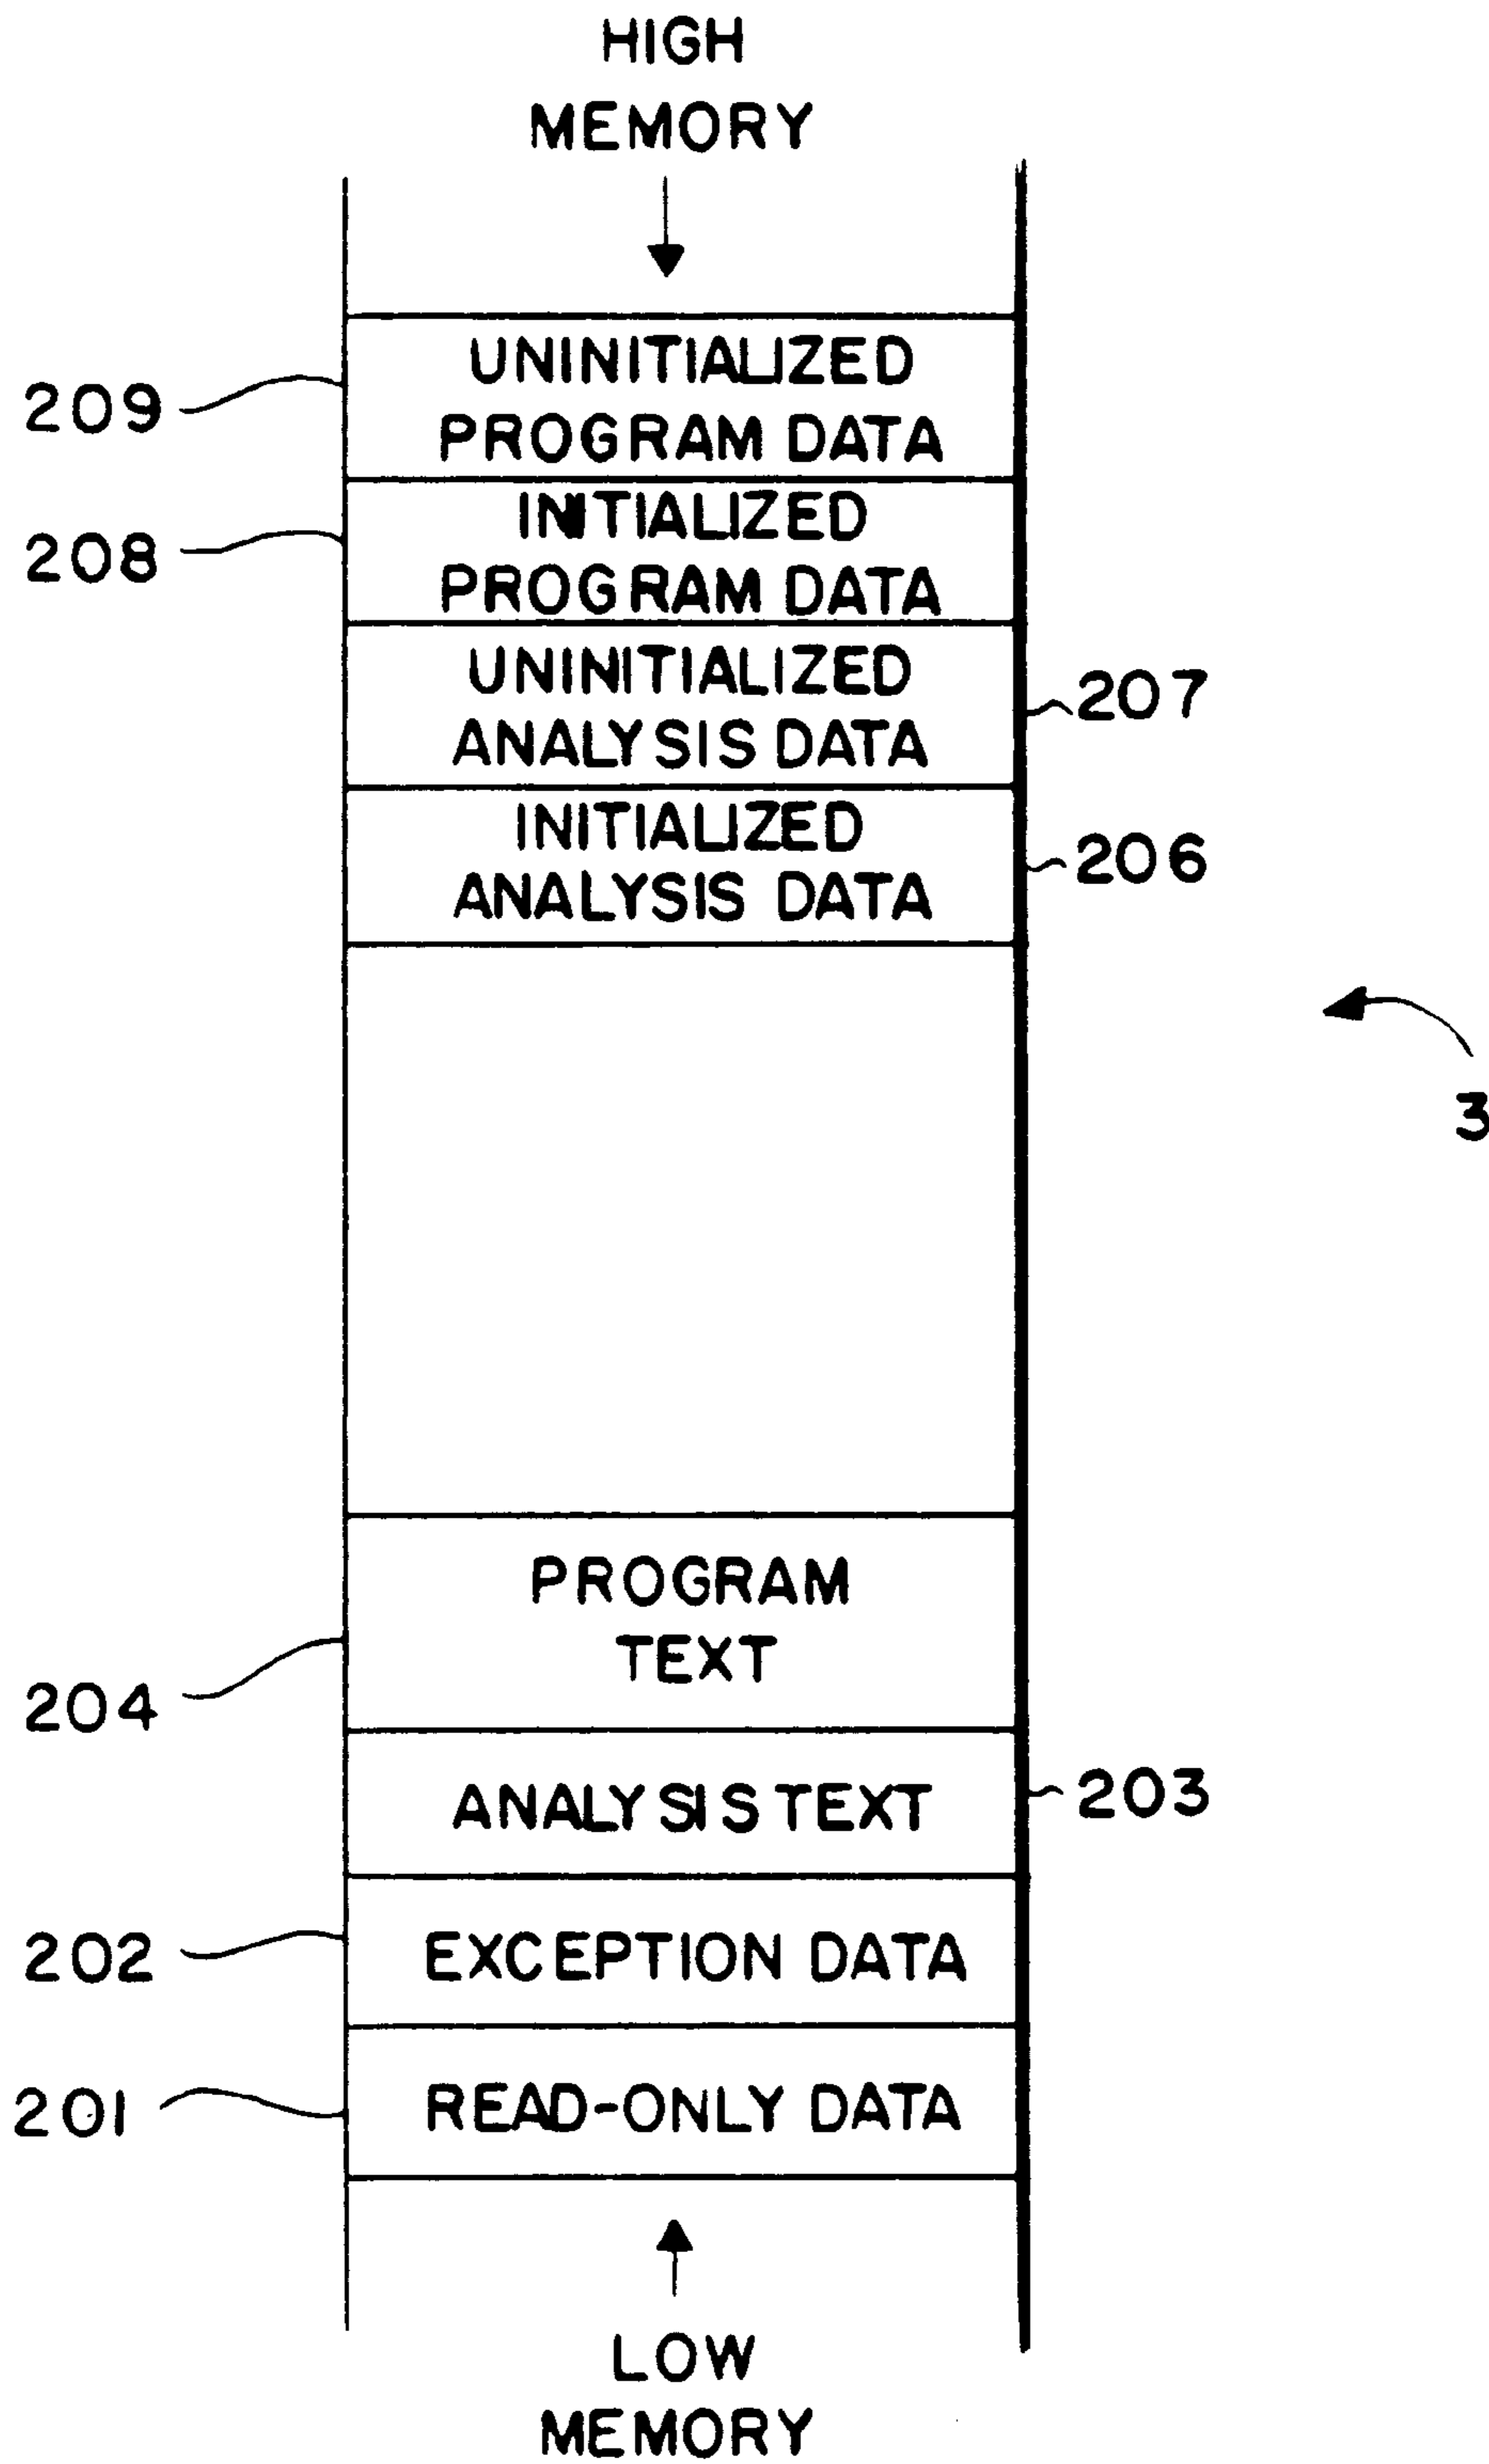 HIGH
MEMORY
209
UNINITIALIZED
PROGRAM DATA
208
INITIALIZED
PROGRAM DATA
UNINITIALIZED
ANALYSIS DATA
207
INITIALIZED
ANALYSIS DATA
206
3
PROGRAM
TEXT
204
ANALYSIS TEXT
203
202
EXCEPTION DATA
201
READ-ONLY DATA
LOW
MEMORY